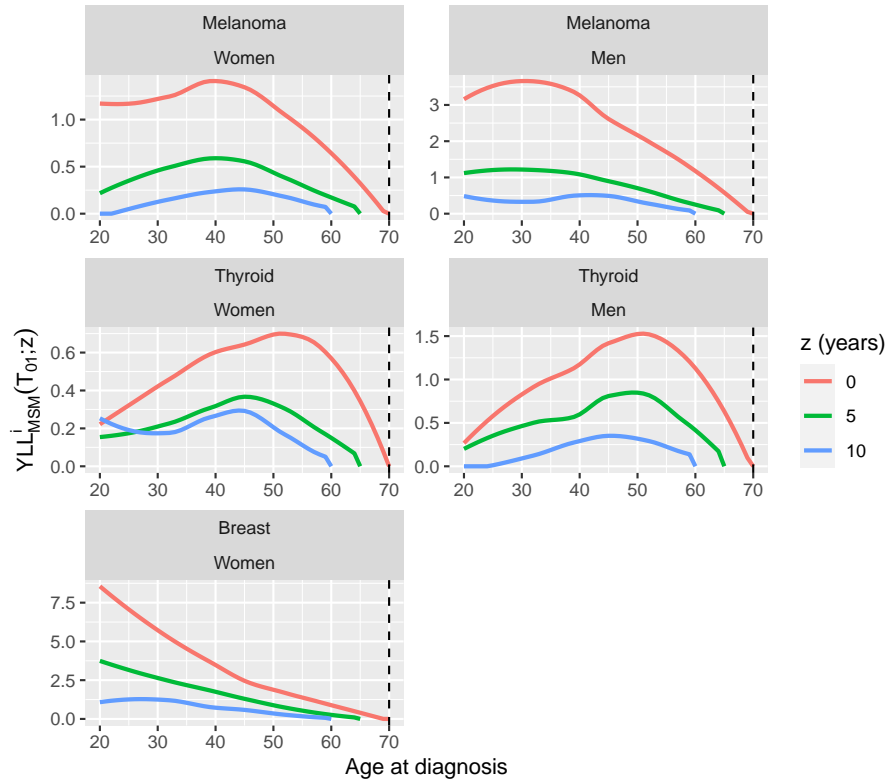 Melanoma
Women
Melanoma
Men
1.0
0.5
0.0
20 30 40 50 60 70
3
2
1
0
20 30 40 50 60 70
Thyroid
Women
Thyroid
Men
0.6
0.4
0.2
0.0
20 30 40 50 60 70
1.5
1.0
0.5
0.0
20 30 40 50 60 70
Breast
Women
7.5
5.0
2.5
0.0
20 30 40 50 60 70
Age at diagnosis
YLL^i_MSM(T_01;z)
z (years)
0
5
10